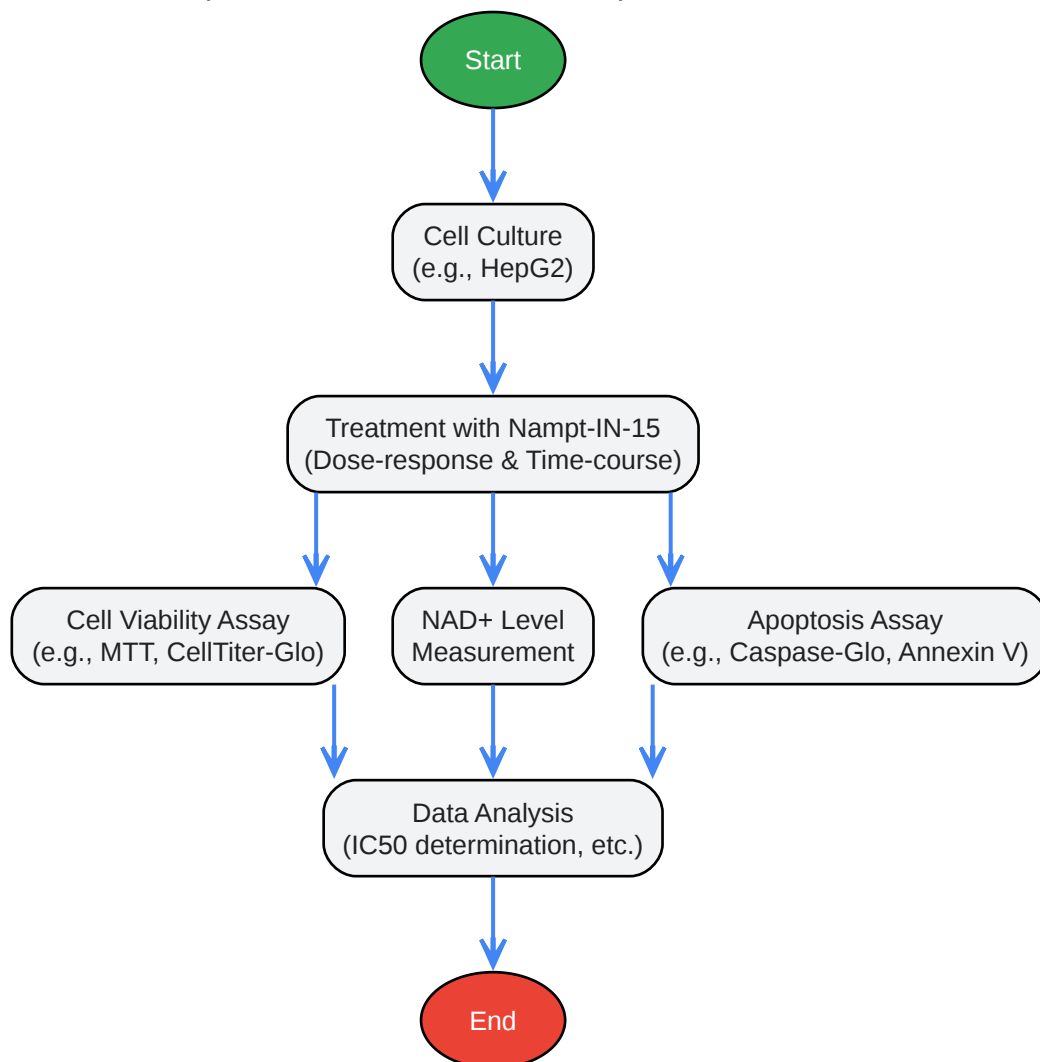 Start
Cell Culture
(e.g., HepG2)
Treatment with Nampt-IN-15
(Dose-response & Time-course)
Cell Viability Assay
(e.g., MTT, CellTiter-Glo)
NAD+ Level
Measurement
Apoptosis Assay
(e.g., Caspase-Glo, Annexin V)
Data Analysis
(IC50 determination, etc.)
End